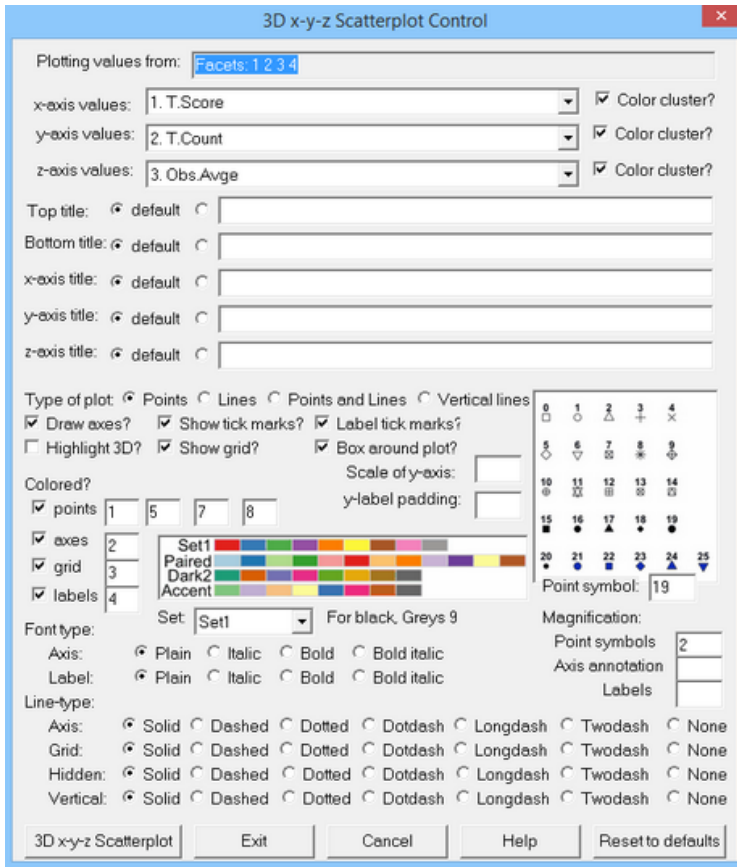 3D x-y-z Scatterplot Control
Plotting values from: Facets: 1 2 3 4
x-axis values: 1. T.Score Color cluster?
y-axis values: 2. T.Count Color cluster?
z-axis values: 3. Obs.Avge Color cluster?
Top title: default
Bottom title: default
x-axis title: default
y-axis title: default
z-axis title: default
Type of plot: Points Lines Points and Lines Vertical lines
Draw axes? Show tick marks? Label tick marks?
Highlight 3D? Show grid? Box around plot?
Scale of y-axis:
y-label padding:
Colored?
points 1 5 7 8
axes 2
grid 3
labels 4
Set1
Paired
Dark2
Accent
Set: Set1 For black, Greys 9
0 1 2 3 4
5 6 7 8 9
10 11 12 13 14
15 16 17 18 19
20 21 22 23 24 25
Point symbol: 19
Magnification:
Point symbols 2
Axis annotation
Labels
Font type:
Axis: Plain Italic Bold Bold italic
Label: Plain Italic Bold Bold italic
Line-type:
Axis: Solid Dashed Dotted Dotdash Longdash Twodash None
Grid: Solid Dashed Dotted Dotdash Longdash Twodash None
Hidden: Solid Dashed Dotted Dotdash Longdash Twodash None
Vertical: Solid Dashed Dotted Dotdash Longdash Twodash None
3D x-y-z Scatterplot Exit Cancel Help Reset to defaults